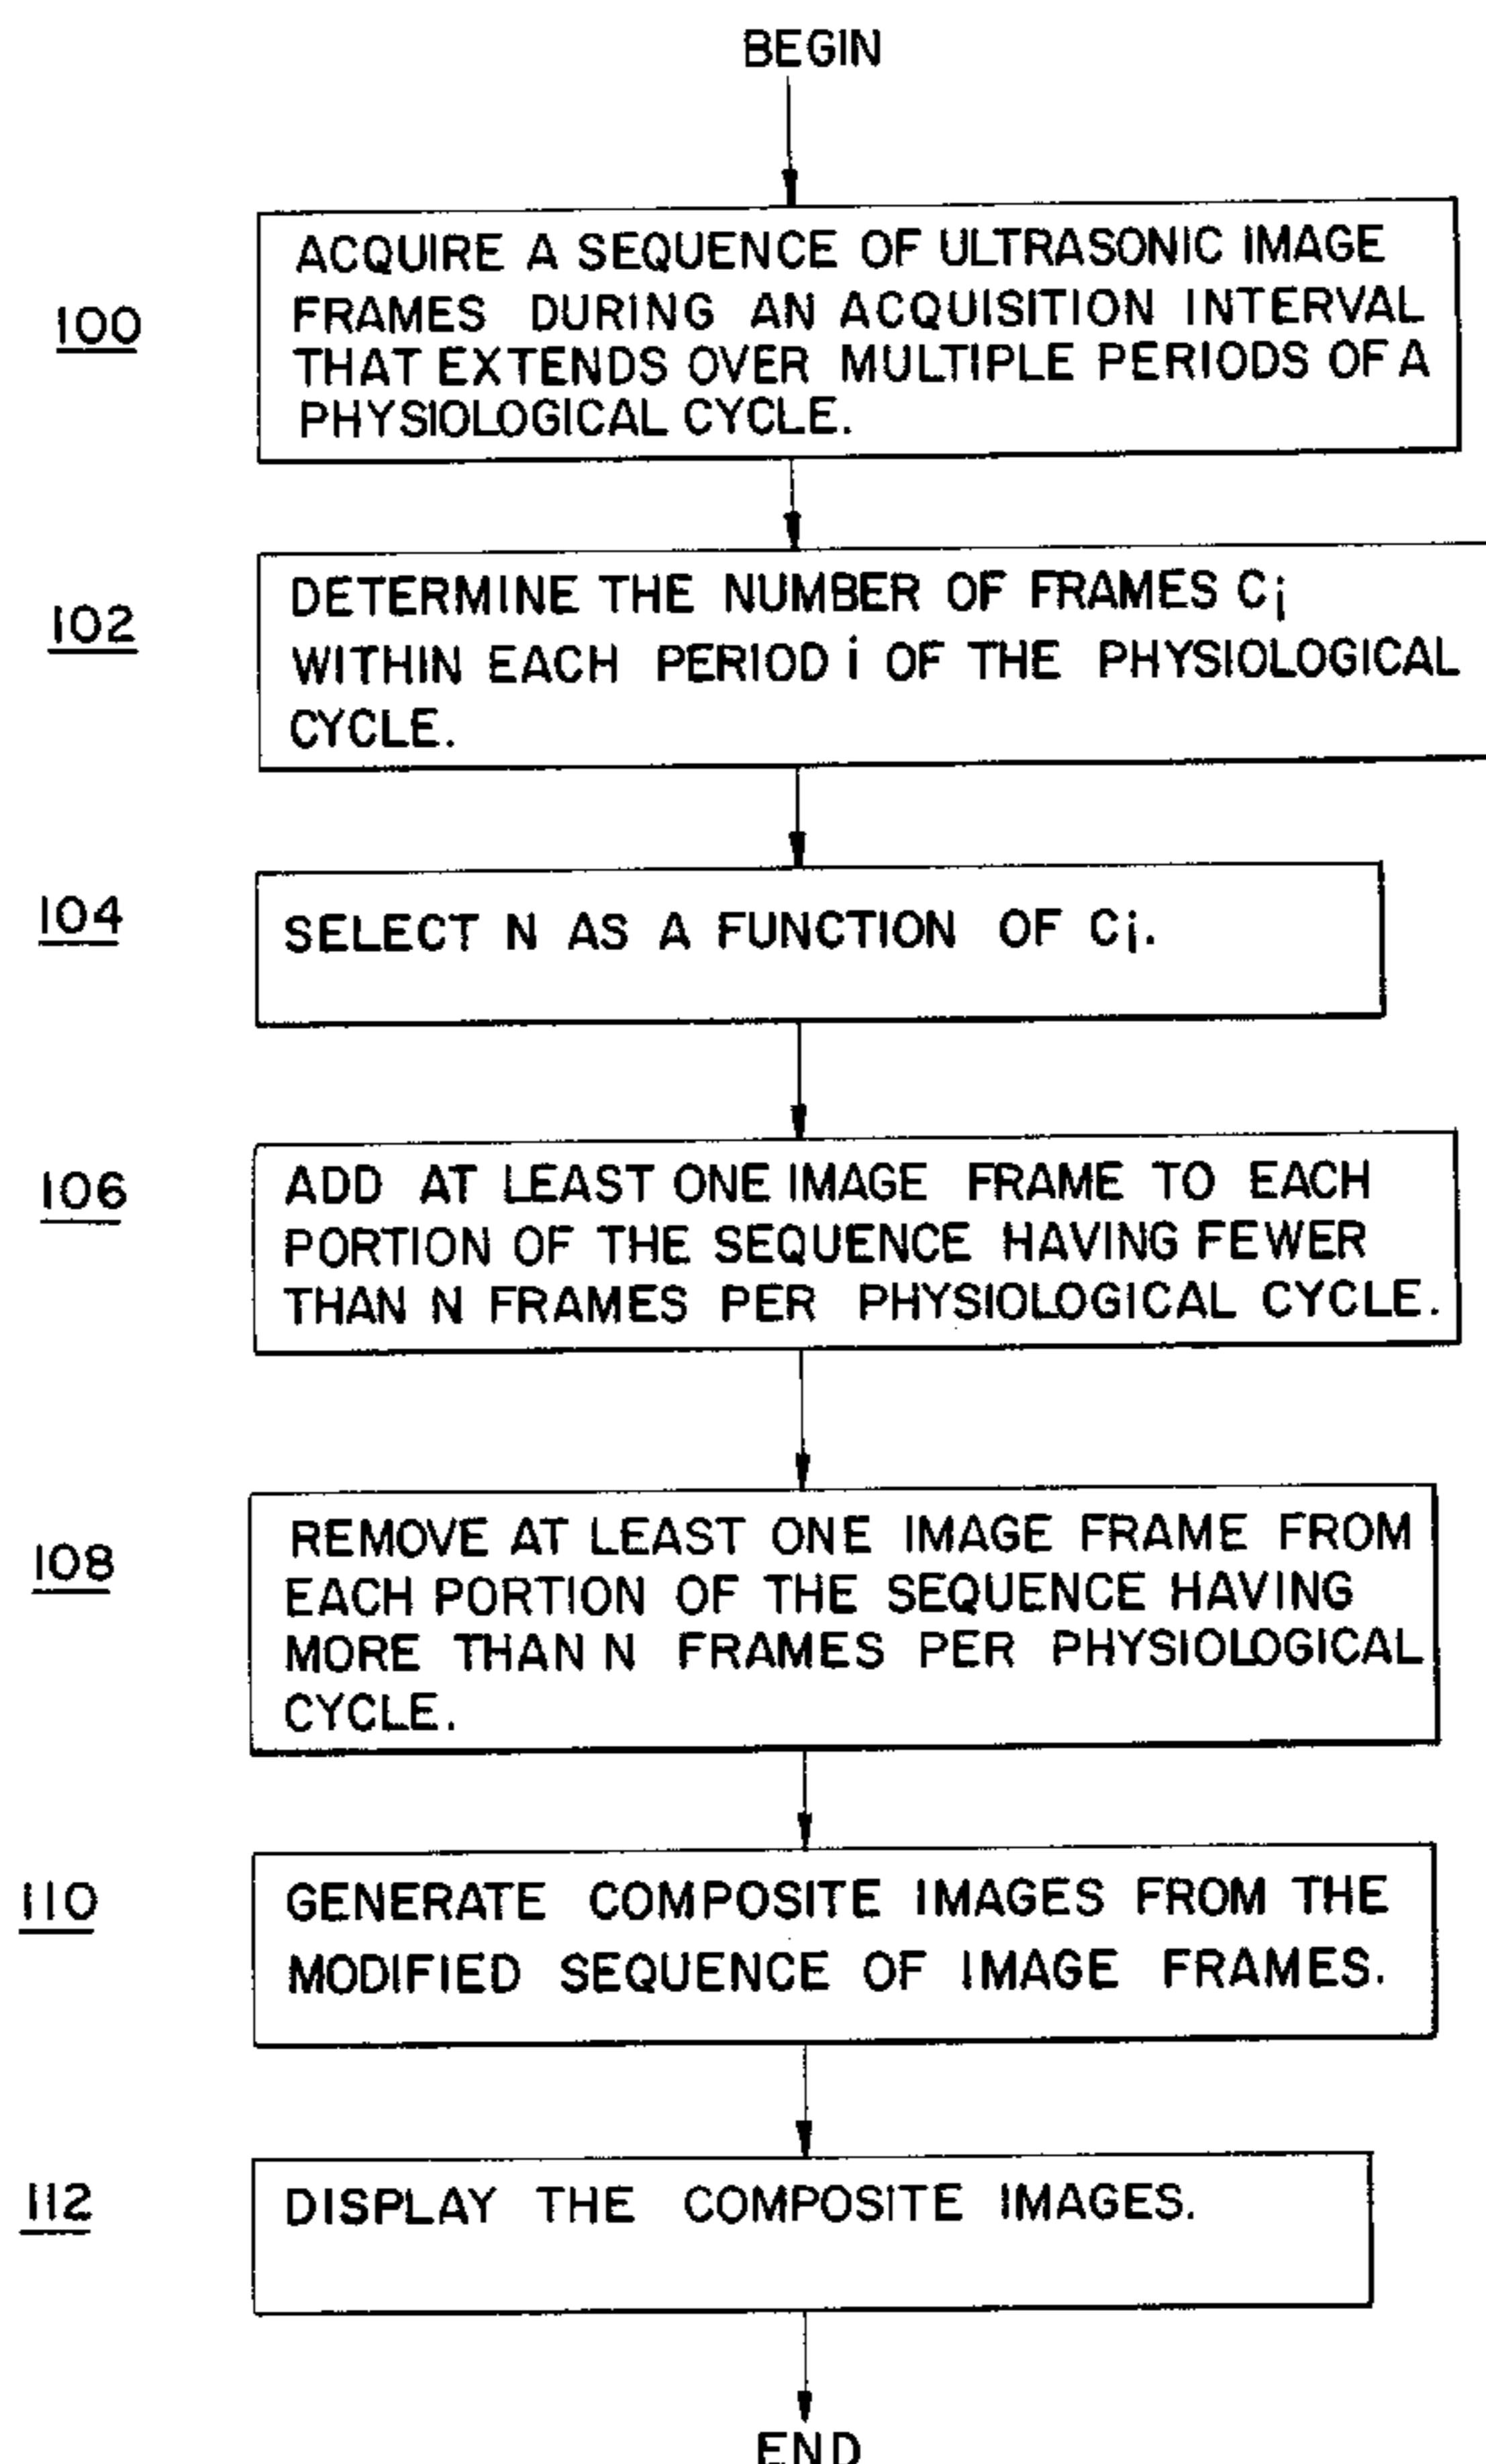 BEGIN
100
ACQUIRE A SEQUENCE OF ULTRASONIC IMAGE
FRAMES DURING AN ACQUISITION INTERVAL
THAT EXTENDS OVER MULTIPLE PERIODS OF A
PHYSIOLOGICAL CYCLE.
102
DETERMINE THE NUMBER OF FRAMES Ci
WITHIN EACH PERIOD i OF THE PHYSIOLOGICAL
CYCLE.
104
SELECT N AS A FUNCTION OF Ci.
106
ADD AT LEAST ONE IMAGE FRAME TO EACH
PORTION OF THE SEQUENCE HAVING FEWER
THAN N FRAMES PER PHYSIOLOGICAL CYCLE.
108
REMOVE AT LEAST ONE IMAGE FRAME FROM
EACH PORTION OF THE SEQUENCE HAVING
MORE THAN N FRAMES PER PHYSIOLOGICAL
CYCLE.
110
GENERATE COMPOSITE IMAGES FROM THE
MODIFIED SEQUENCE OF IMAGE FRAMES.
112
DISPLAY THE COMPOSITE IMAGES.
END